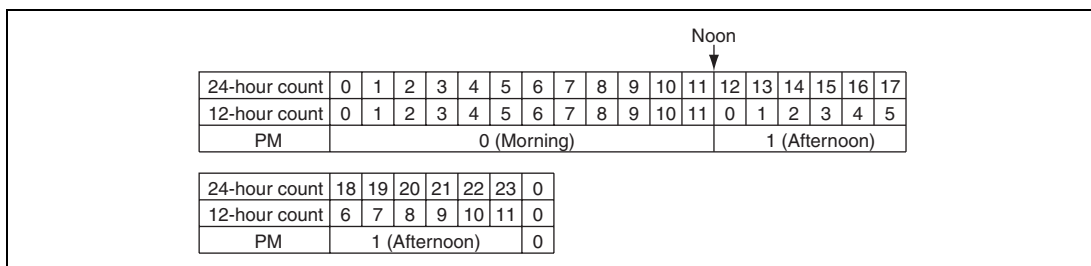 Noon
24-hour count 0 1 2 3 4 5 6 7 8 9 10 11 12 13 14 15 16 17
12-hour count 0 1 2 3 4 5 6 7 8 9 10 11 0 1 2 3 4 5
PM 0 (Morning) 1 (Afternoon)
24-hour count 18 19 20 21 22 23 0
12-hour count 6 7 8 9 10 11 0
PM 1 (Afternoon) 0